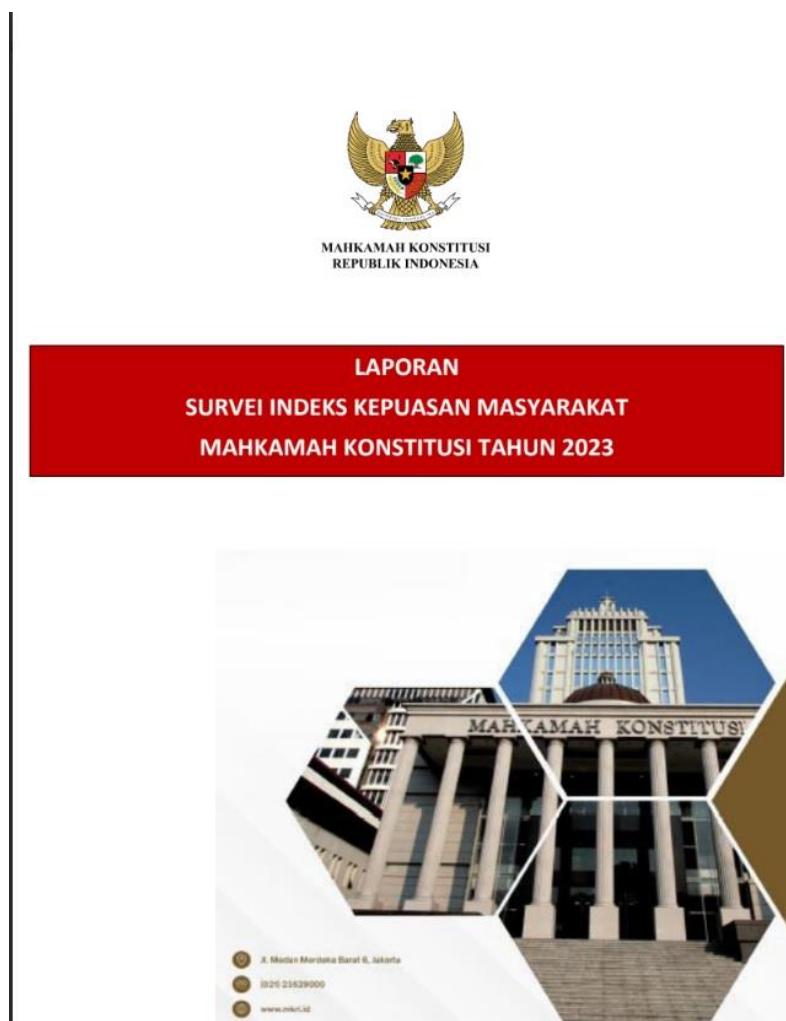 MAHKAMAH KONSTITUSI
REPUBLIK INDONESIA
LAPORAN
SURVEI INDEKS KEPUASAN MASYARAKAT
MAHKAMAH KONSTITUSI TAHUN 2023
MAHKAMAH KONSTITUSI
Jl. Medan Merdeka Barat 6, Jakarta
(021) 23529000
www.mkri.id